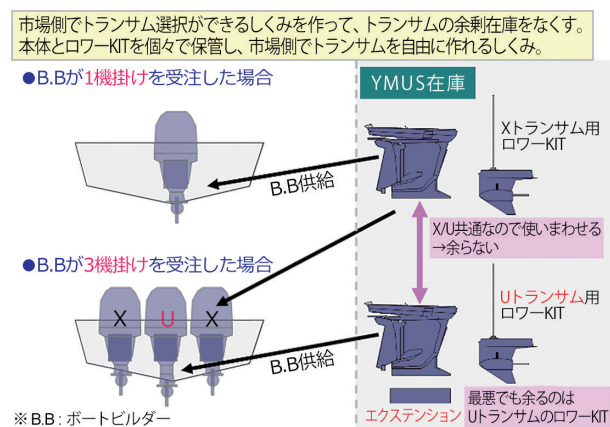 市場側でトランサム選択ができるしくみを作って、トランサムの余剰在庫をなくす。
本体とロワーKITを個々で保管し、市場側でトランサムを自由に作れるしくみ。
●B.Bが1機掛けを受注した場合
YMUS在庫
Xトランサム用
ロワーKIT
B.B供給
X/U共通なので使いまわせる
→余らない
●B.Bが3機掛けを受注した場合
X U X
Uトランサム用
ロワーKIT
B.B供給
エクステンション
最悪でも余るのは
UトランサムのロワーKIT
※B.B：ボートビルダー